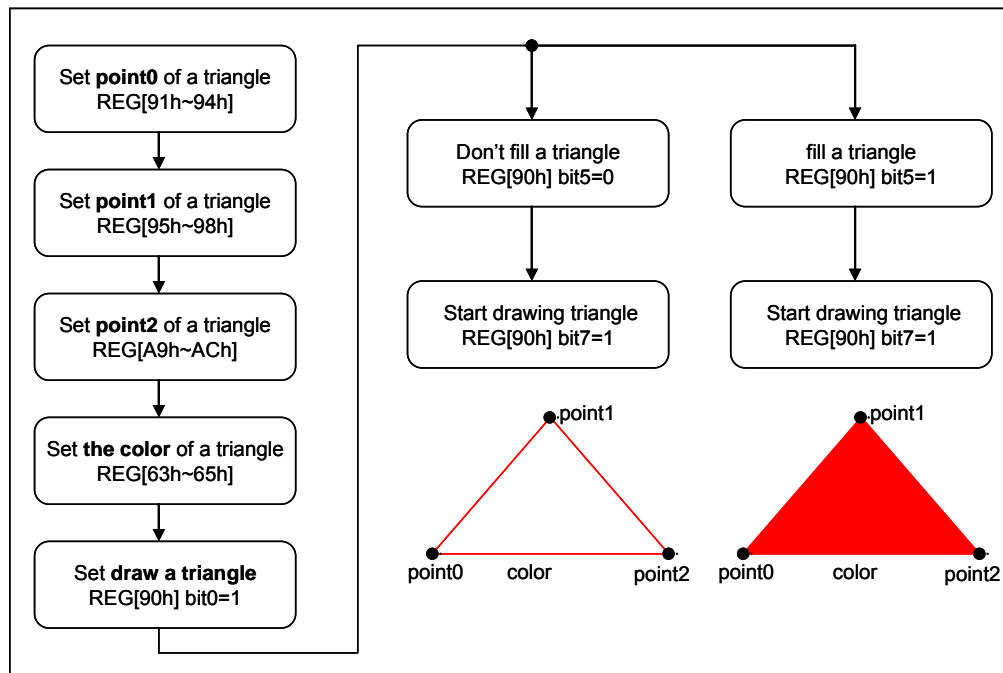 Set point0 of a triangle
REG[91h~94h]
Set point1 of a triangle
REG[95h~98h]
Set point2 of a triangle
REG[A9h~ACh]
Set the color of a triangle
REG[63h~65h]
Set draw a triangle
REG[90h] bit0=1
Don’t fill a triangle
REG[90h] bit5=0
Start drawing triangle
REG[90h] bit7=1
point1
point0
color
point2
fill a triangle
REG[90h] bit5=1
Start drawing triangle
REG[90h] bit7=1
point1
point0
color
point2